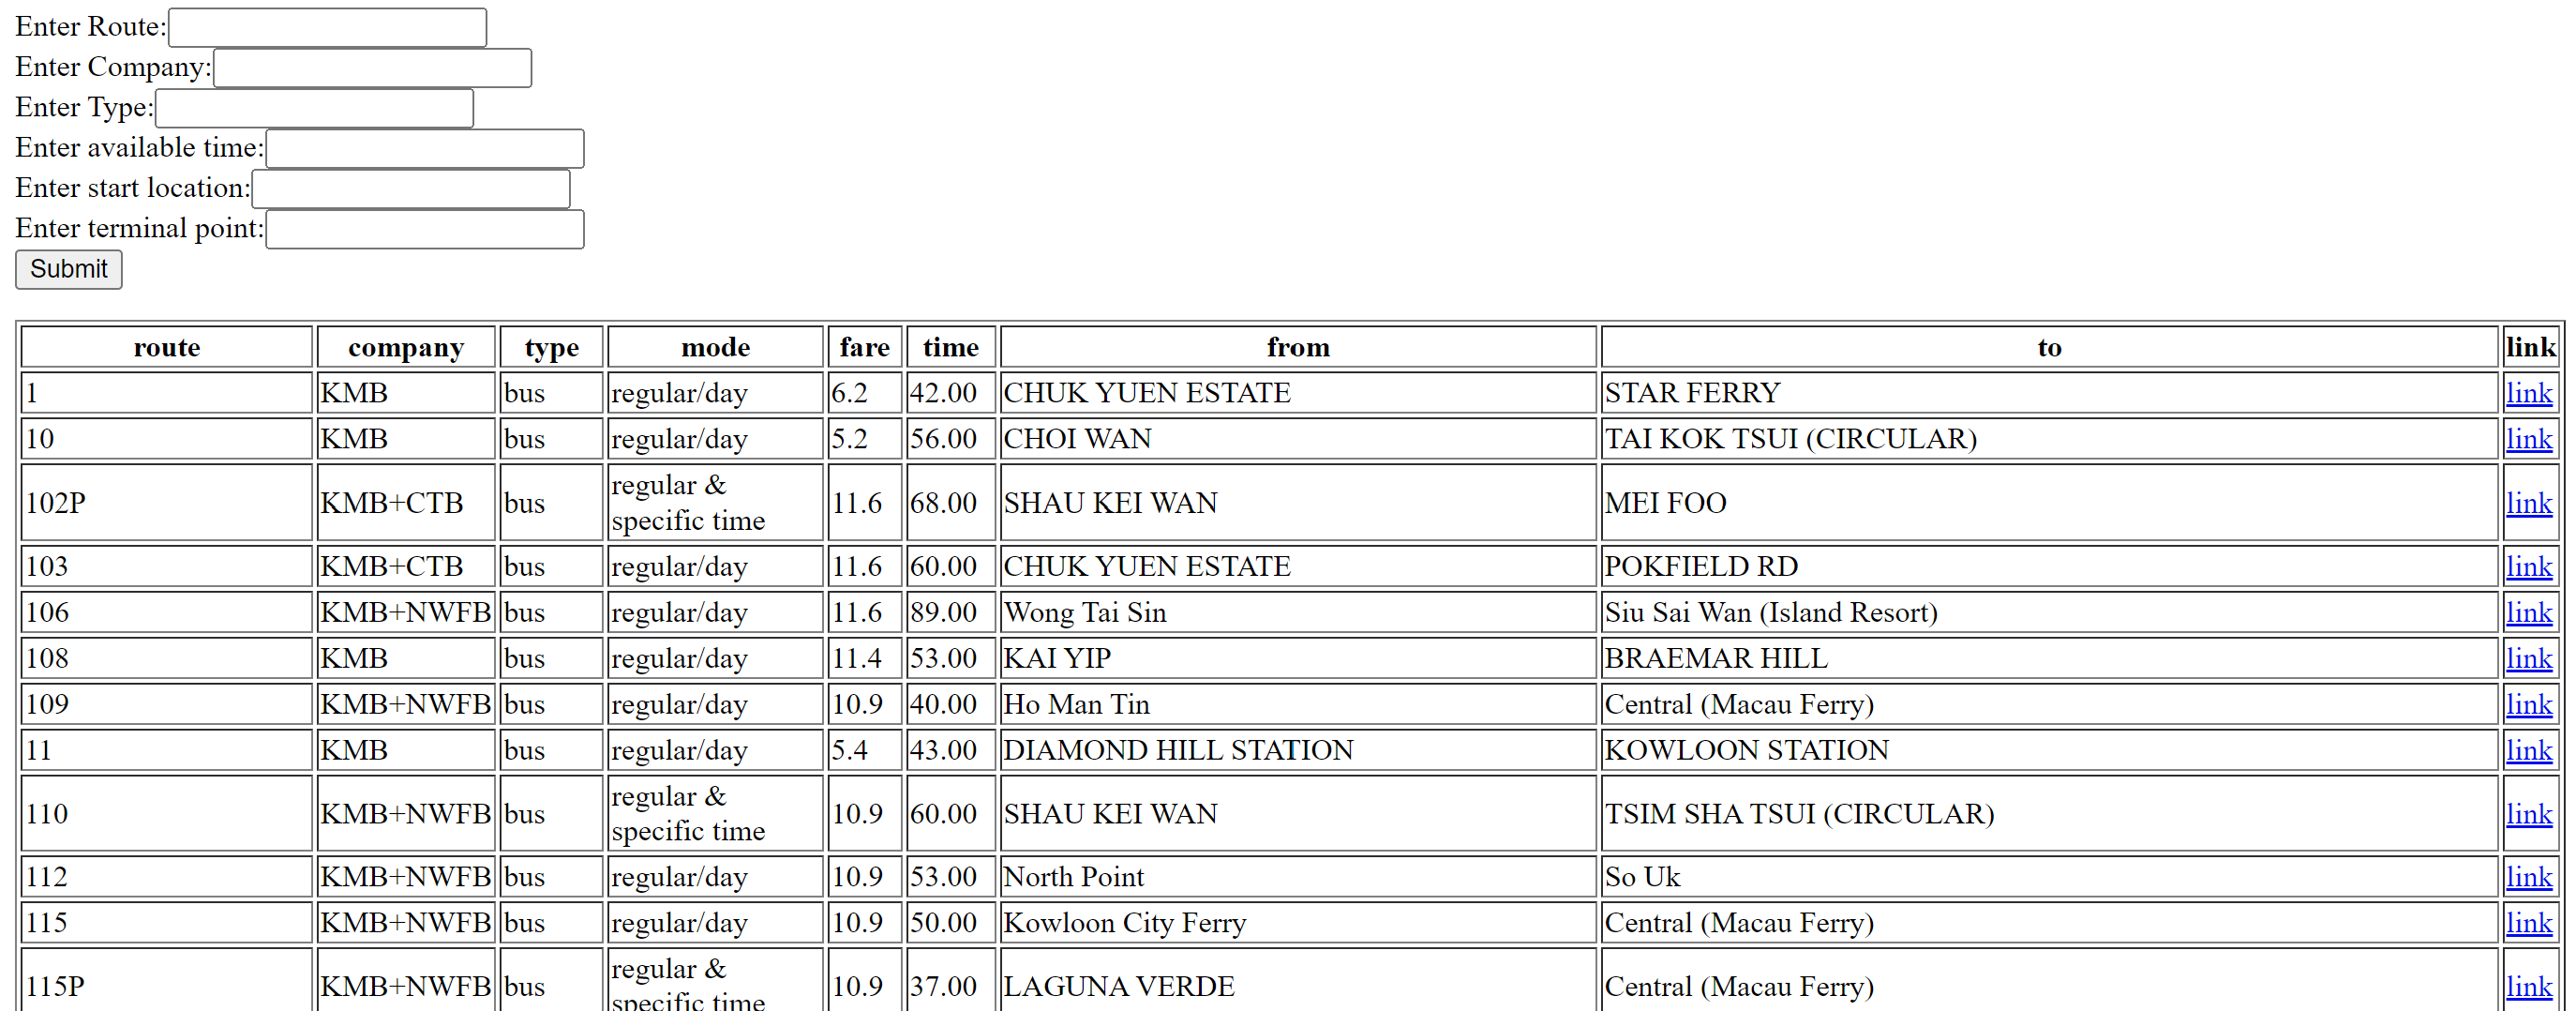 Enter Route:
Enter Company:
Enter Type:
Enter available time:
Enter start location:
Enter terminal point:
Submit
route company type mode fare time from to link
1 KMB bus regular/day 6.2 42.00 CHUK YUEN ESTATE STAR FERRY link
10 KMB bus regular/day 5.2 56.00 CHOI WAN TAI KOK TSUI (CIRCULAR) link
102P KMB+CTB bus regular & specific time 11.6 68.00 SHAU KEI WAN MEI FOO link
103 KMB+CTB bus regular/day 11.6 60.00 CHUK YUEN ESTATE POKFIELD RD link
106 KMB+NWFB bus regular/day 11.6 89.00 Wong Tai Sin Siu Sai Wan (Island Resort) link
108 KMB bus regular/day 11.4 53.00 KAI YIP BRAEMAR HILL link
109 KMB+NWFB bus regular/day 10.9 40.00 Ho Man Tin Central (Macau Ferry) link
11 KMB bus regular/day 5.4 43.00 DIAMOND HILL STATION KOWLOON STATION link
110 KMB+NWFB bus regular & specific time 10.9 60.00 SHAU KEI WAN TSIM SHA TSUI (CIRCULAR) link
112 KMB+NWFB bus regular/day 10.9 53.00 North Point So Uk link
115 KMB+NWFB bus regular/day 10.9 50.00 Kowloon City Ferry Central (Macau Ferry) link
115P KMB+NWFB bus regular & specific time 10.9 37.00 LAGUNA VERDE Central (Macau Ferry) link